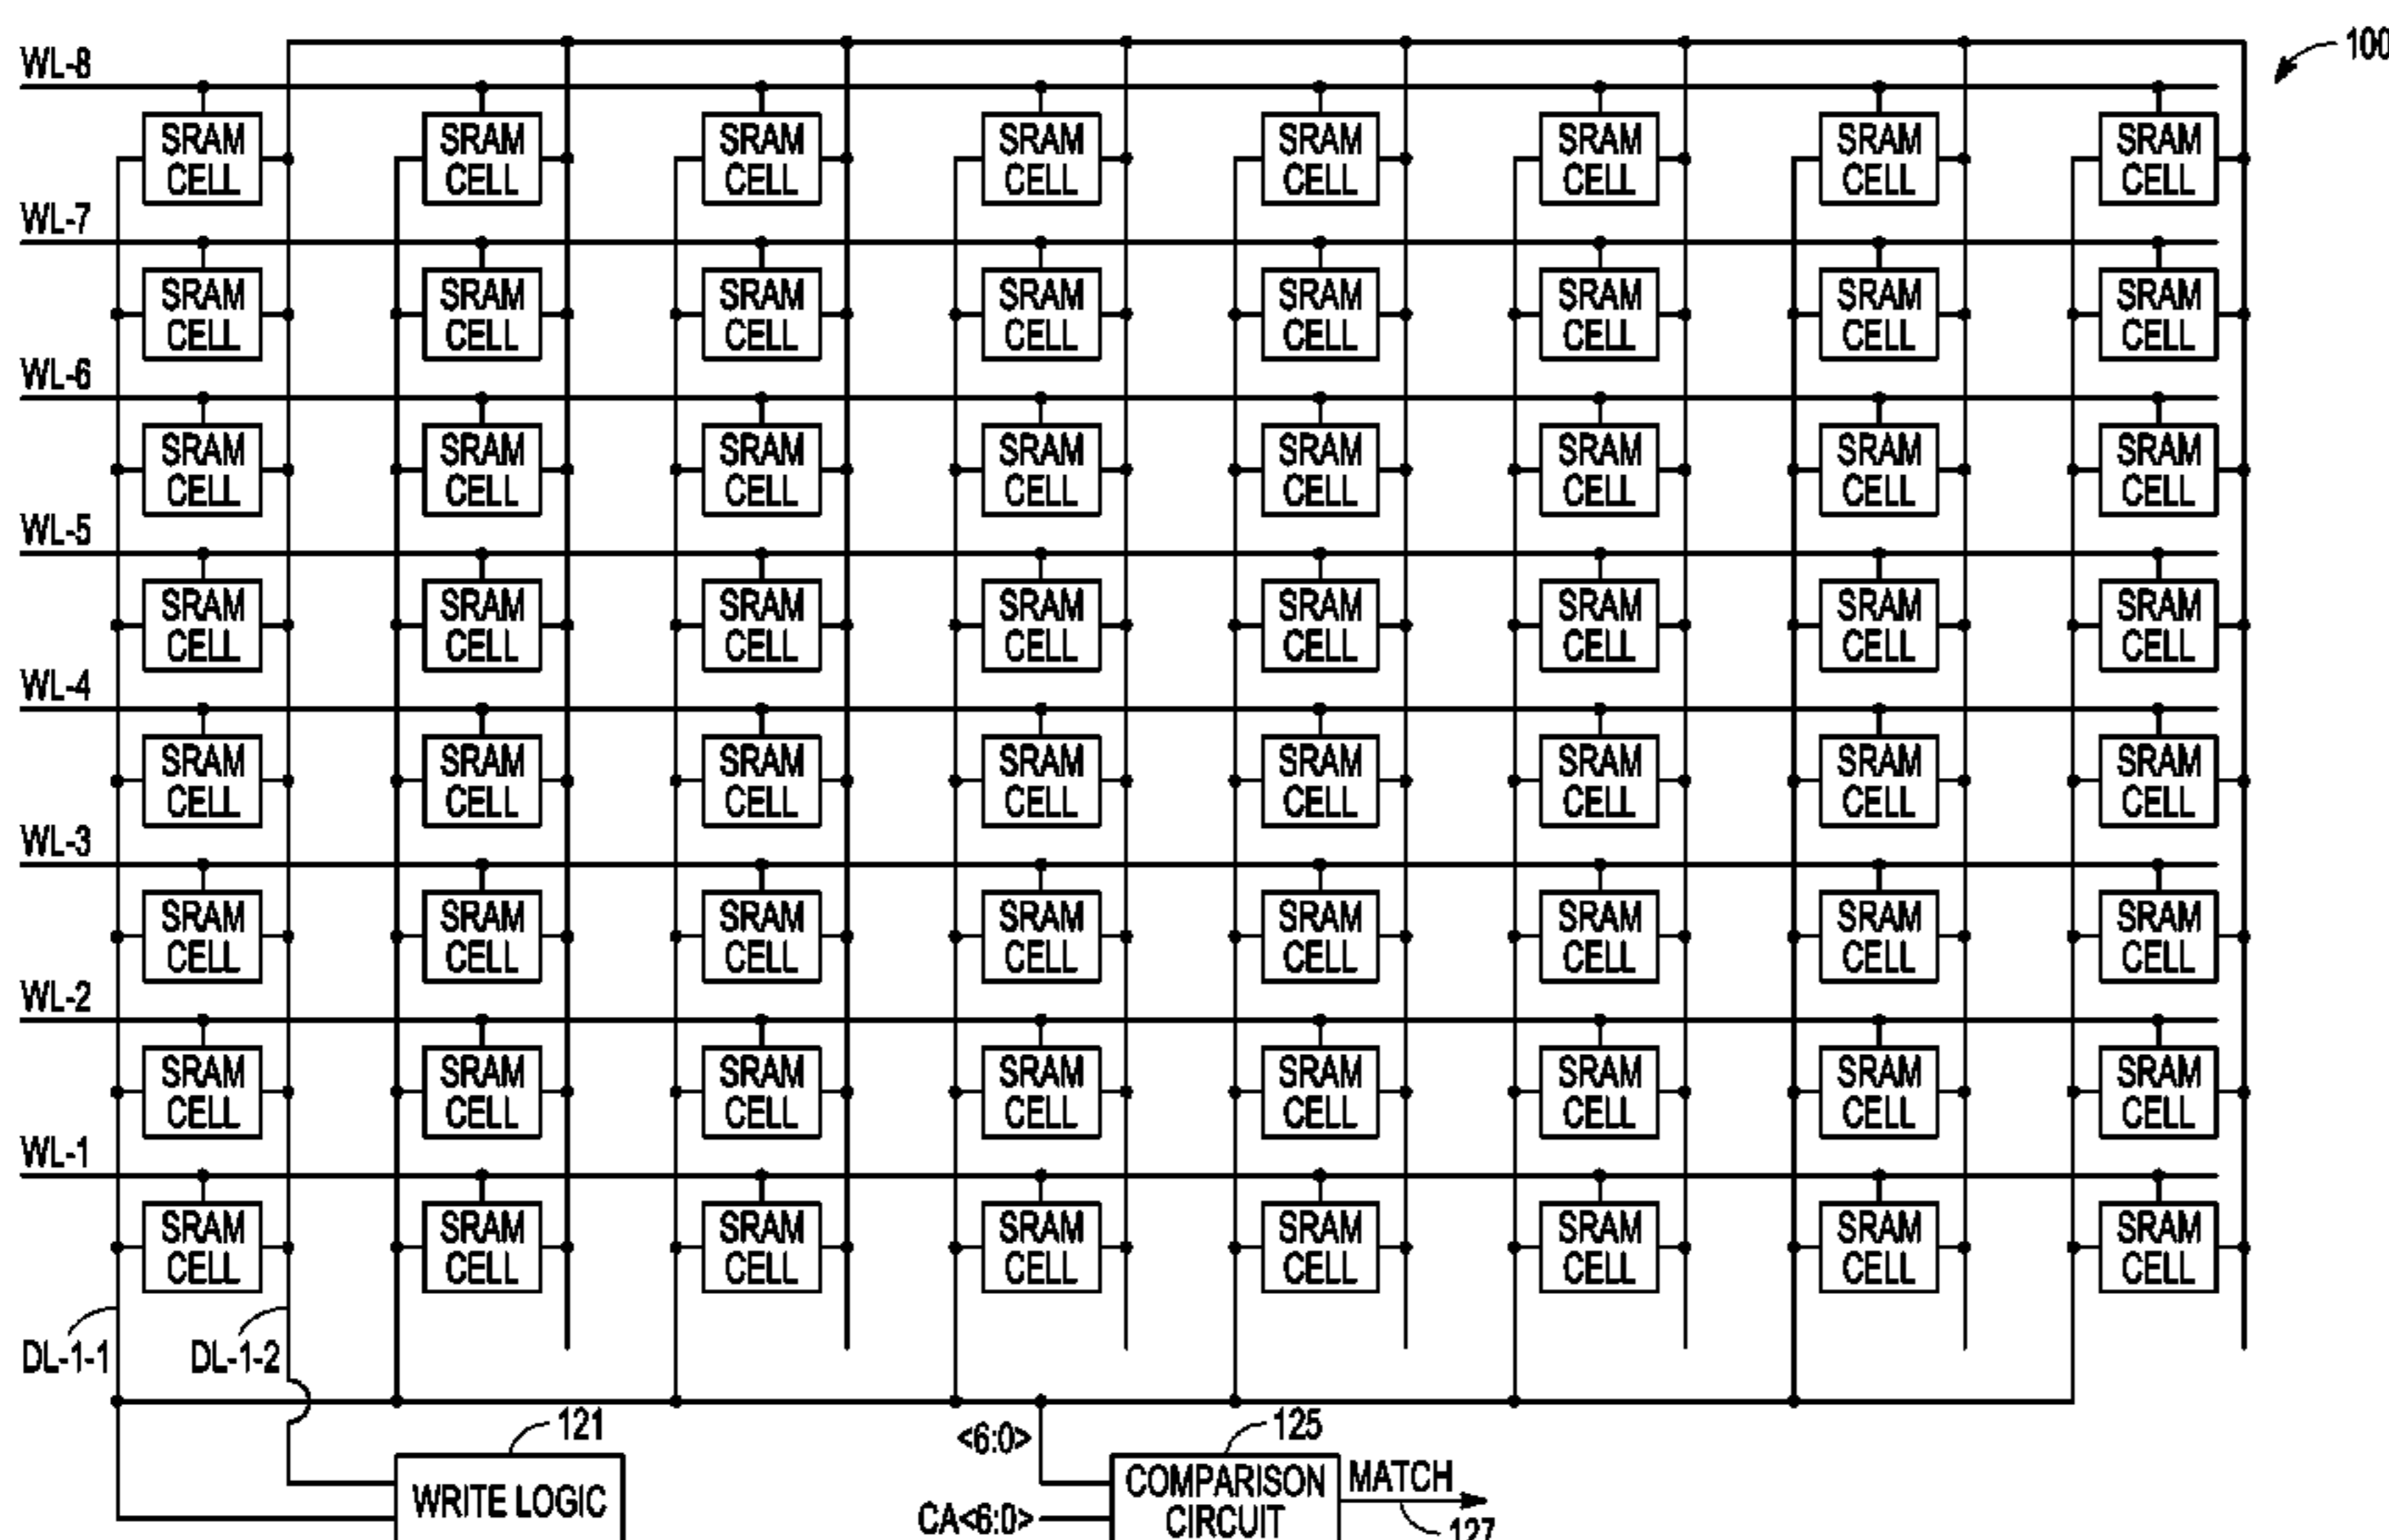 100
WL-8
SRAM SRAM SRAM SRAM SRAM SRAM SRAM SRAM
CELL CELL CELL CELL CELL CELL CELL CELL
WL-7
SRAM SRAM SRAM SRAM SRAM SRAM SRAM SRAM
CELL CELL CELL CELL CELL CELL CELL CELL
WL-6
SRAM SRAM SRAM SRAM SRAM SRAM SRAM SRAM
CELL CELL CELL CELL CELL CELL CELL CELL
WL-5
SRAM SRAM SRAM SRAM SRAM SRAM SRAM SRAM
CELL CELL CELL CELL CELL CELL CELL CELL
WL-4
SRAM SRAM SRAM SRAM SRAM SRAM SRAM SRAM
CELL CELL CELL CELL CELL CELL CELL CELL
WL-3
SRAM SRAM SRAM SRAM SRAM SRAM SRAM SRAM
CELL CELL CELL CELL CELL CELL CELL CELL
WL-2
SRAM SRAM SRAM SRAM SRAM SRAM SRAM SRAM
CELL CELL CELL CELL CELL CELL CELL CELL
WL-1
SRAM SRAM SRAM SRAM SRAM SRAM SRAM SRAM
CELL CELL CELL CELL CELL CELL CELL CELL
DL-1-1 DL-1-2
121 <6:0> 125
WRITE LOGIC
COMPARISON MATCH
CA<6:0> CIRCUIT 127